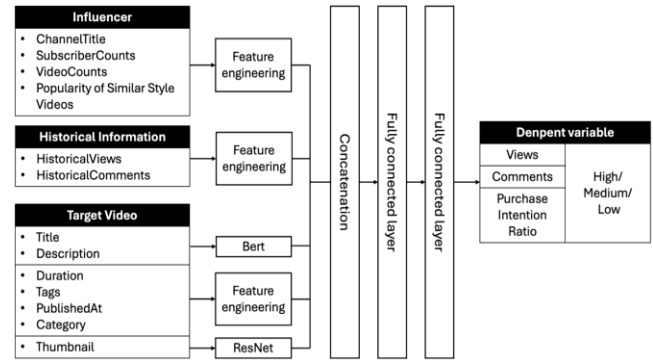 Influencer
• ChannelTitle
• SubscriberCounts
• VideoCounts
• Popularity of Similar Style
Videos
Feature
engineering
Historical Information
• HistoricalViews
• HistoricalComments
Feature
engineering
Target Video
• Title
• Description
Bert
• Duration
• Tags
• PublishedAt
• Category
Feature
engineering
• Thumbnail
ResNet
Concatenation
Fully connected layer
Fully connected layer
Denpent variable
Views
Comments
Purchase
Intention
Ratio
High/
Medium/
Low